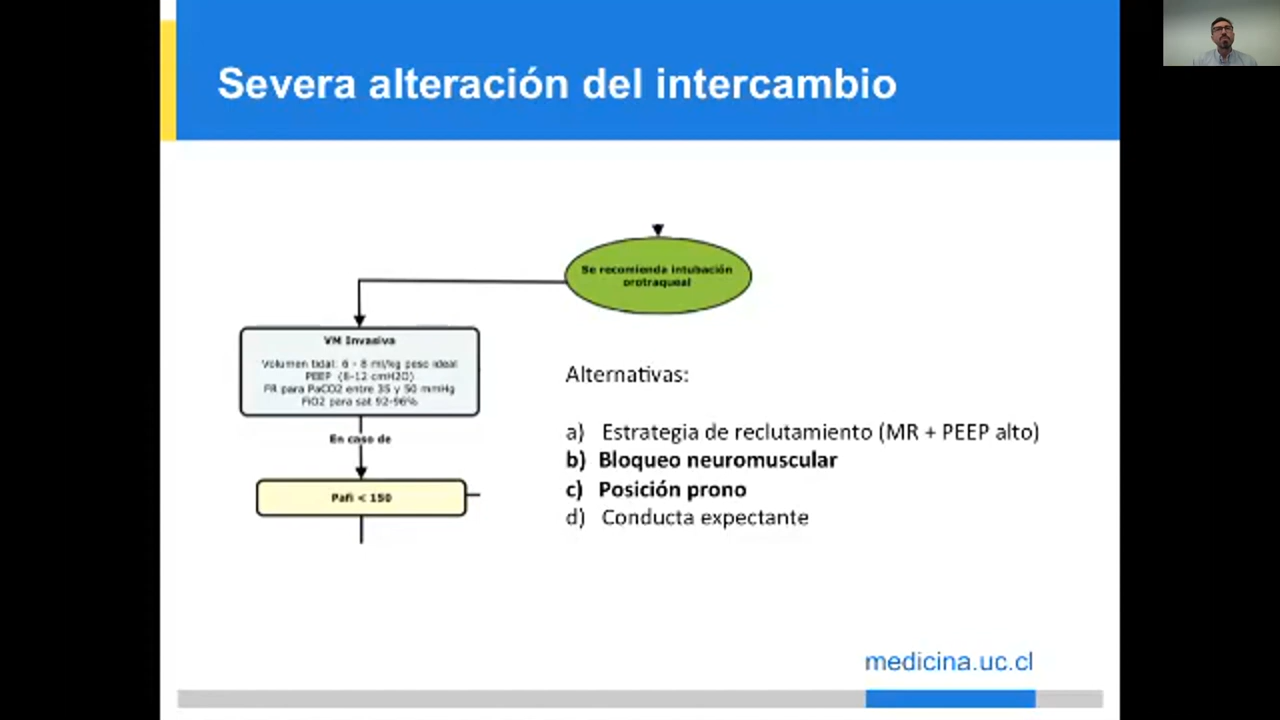 Severa alteración del intercambio
Se recomienda intubación
orotraqueal
VM Invasiva
Volumen tidal: 6 - 8 ml/kg peso ideal
PEEP (8-12 cmH2O)
FR para PaCO2 entre 35 y 50 mmHg
FiO2 para sat 92-96%
En caso de
Pafi < 150
Alternativas:
a) Estrategia de reclutamiento (MR + PEEP alto)
b) Bloqueo neuromuscular
c) Posición prono
d) Conducta expectante
medicina.uc.cl